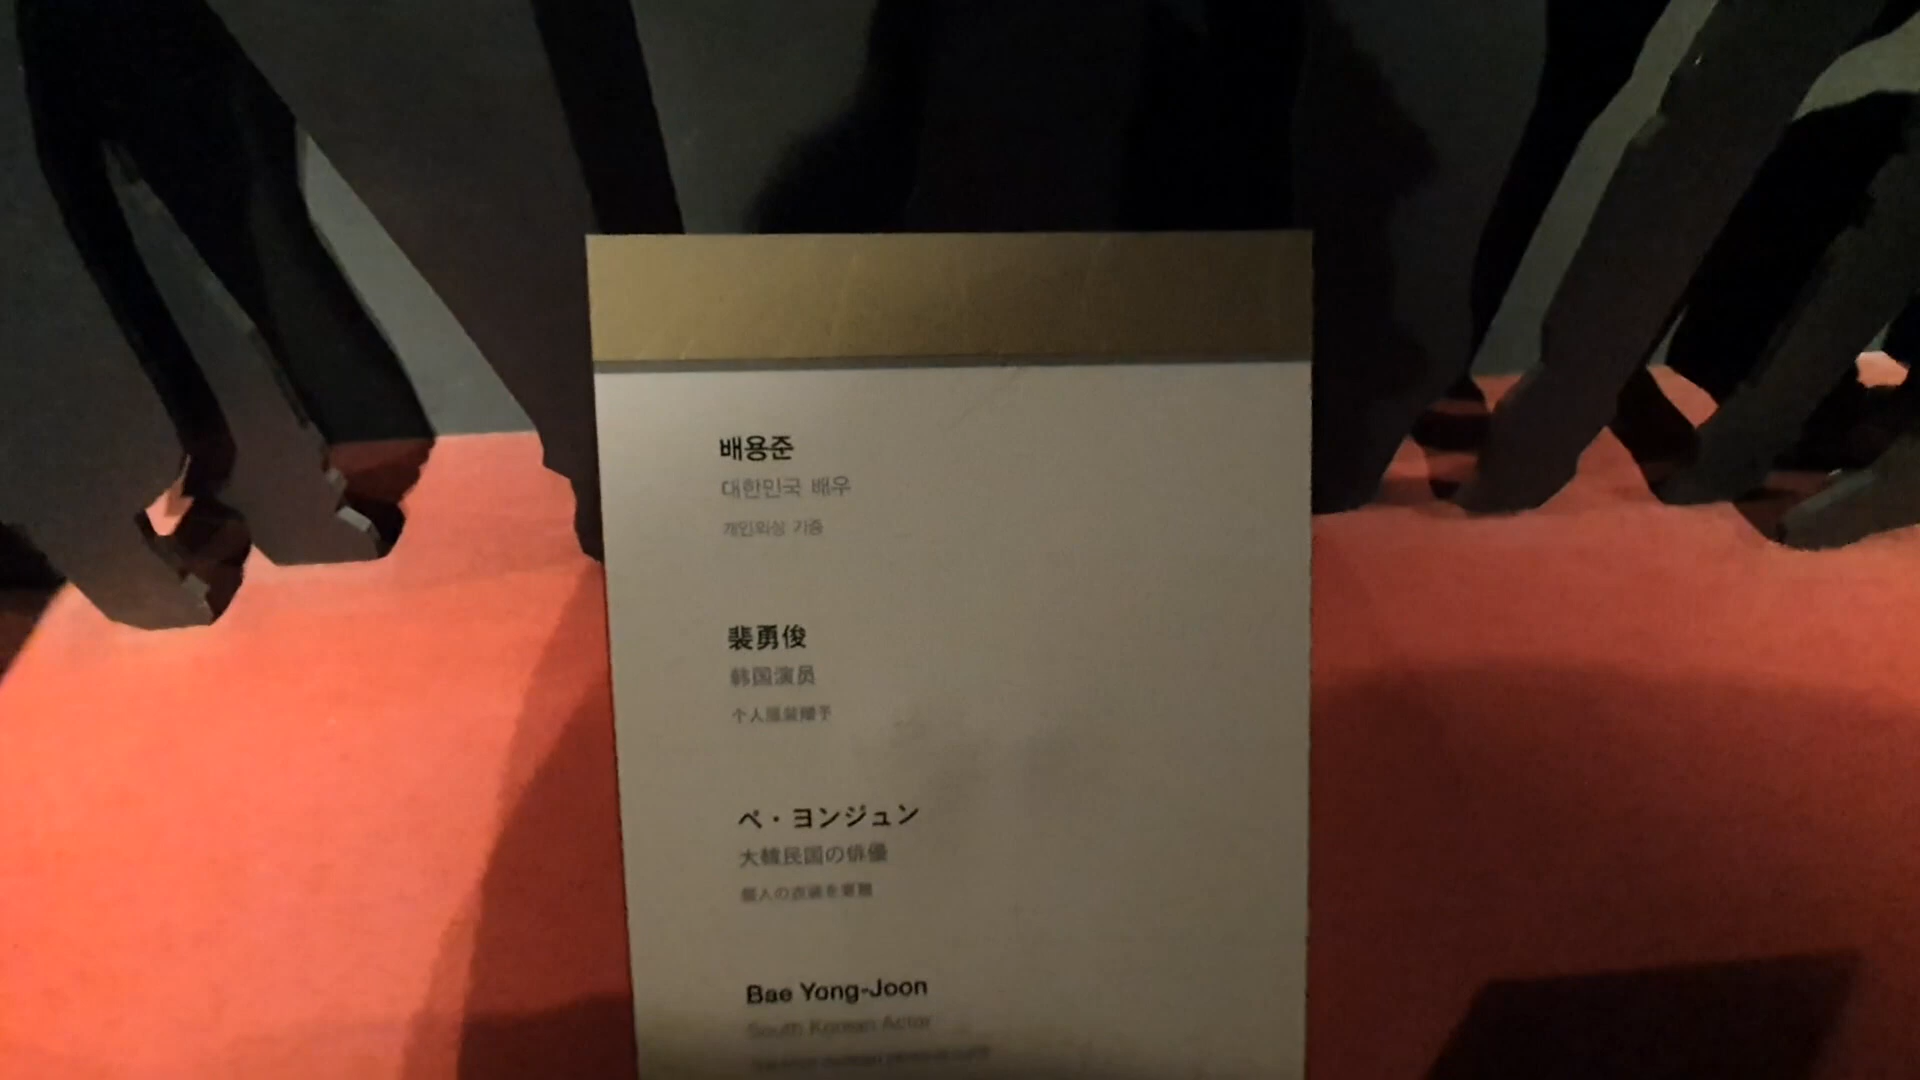 배용준
대한민국 배우
개인의상 기증
裴勇俊
韩国演员
个人服装赠予
ペ・ヨンジュン
大韓民国の俳優
個人の衣装を寄贈
Bae Yong-Joon
South Korean Actor